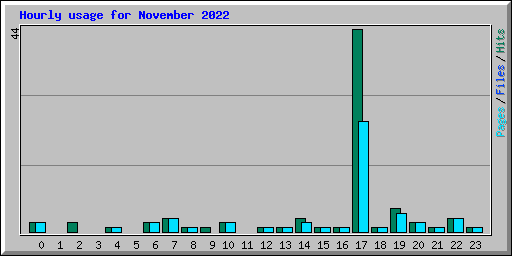 Hourly usage for November 2022
44
Pages/Files/Hits
0 1 2 3 4 5 6 7 8 9 10 11 12 13 14 15 16 17 18 19 20 21 22 23